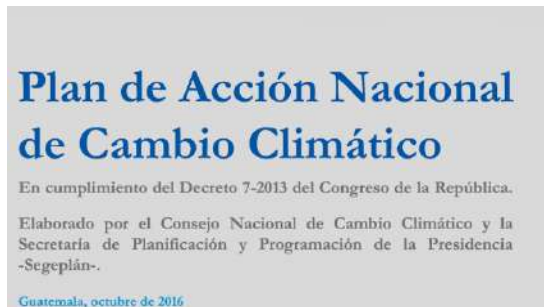 Plan de Acción Nacional
de Cambio Climático
En cumplimiento del Decreto 7-2013 del Congreso de la República.
Elaborado por el Consejo Nacional de Cambio Climático y la
Secretaría de Planificación y Programación de la Presidencia
-Segeplán-.
Guatemala, octubre de 2016